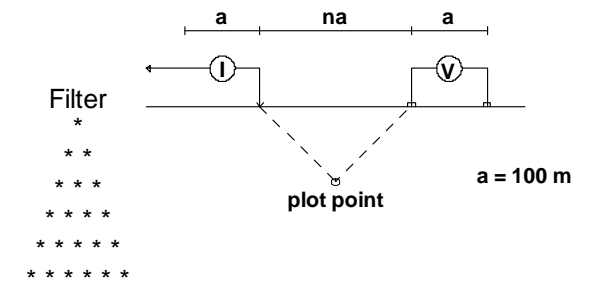 a na a
I V
Filter
*
* *
* * *
* * * *
* * * * *
* * * * * *
a = 100 m
plot point